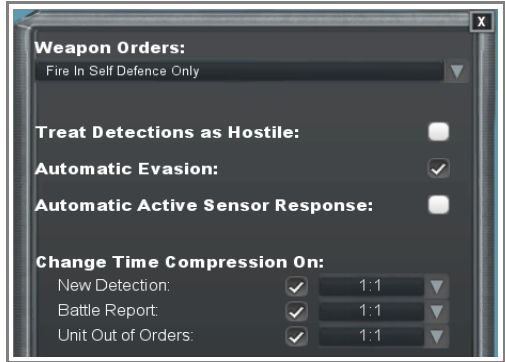 X
Weapon Orders:
Fire In Self Defence Only
Treat Detections as Hostile:
Automatic Evasion:
Automatic Active Sensor Response:
Change Time Compression On:
New Detection: 1:1
Battle Report: 1:1
Unit Out of Orders: 1:1